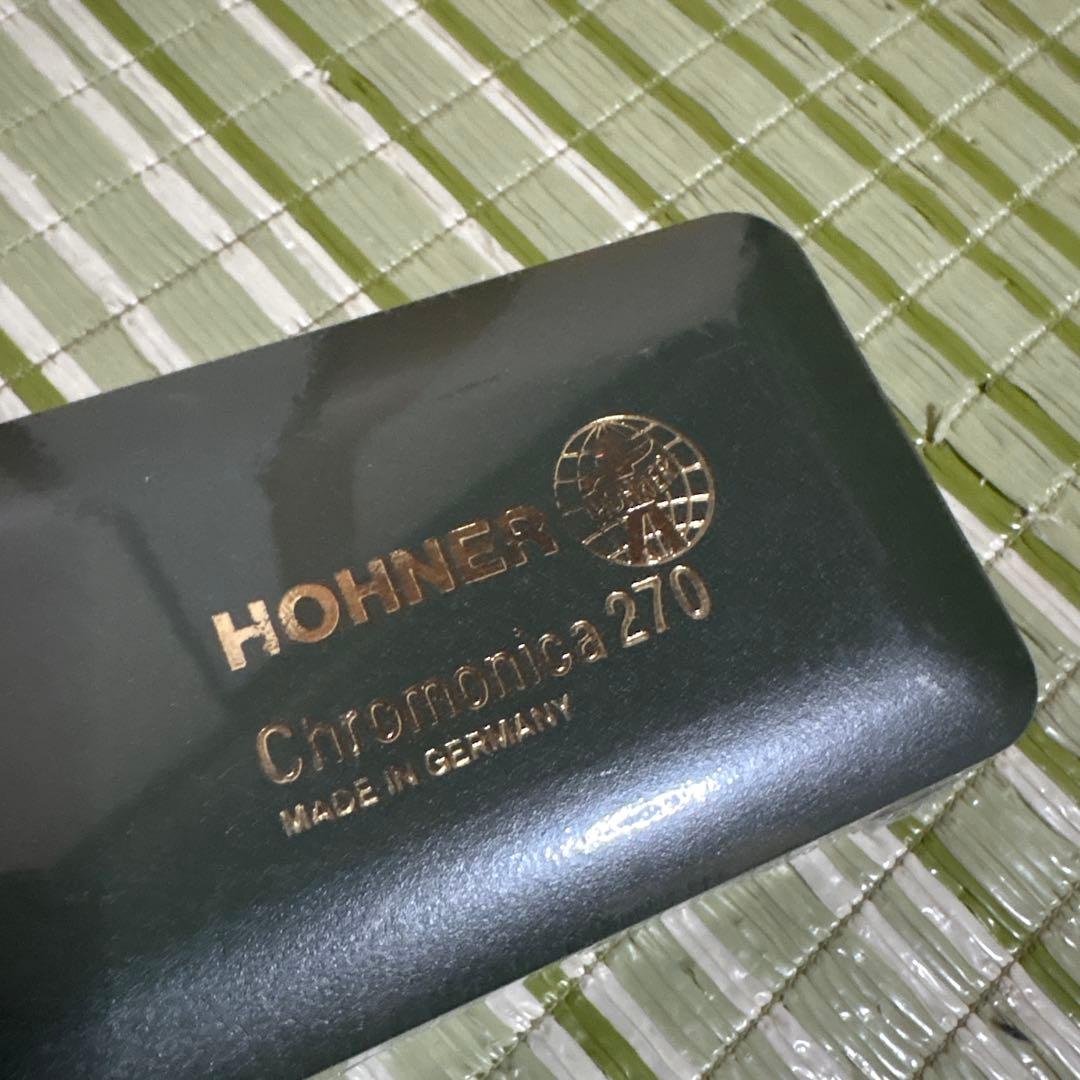 HOHNER
A
Chromonica 270
MADE IN GERMANY